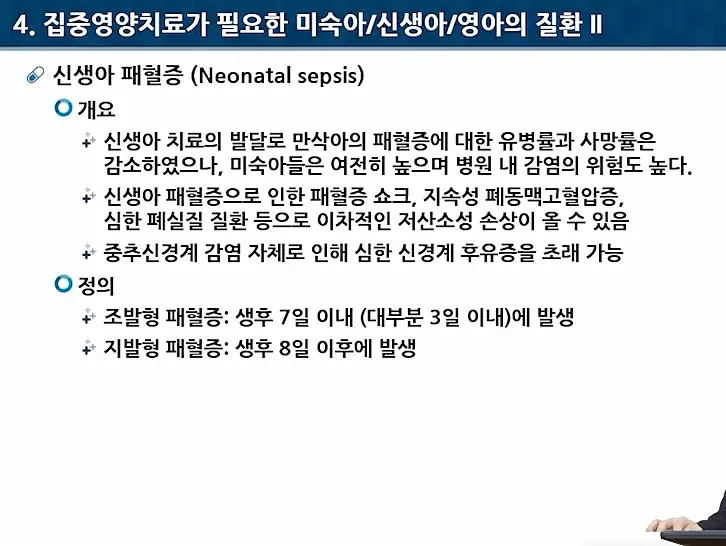 4. 집중영양치료가 필요한 미숙아/신생아/영아의 질환 II
신생아 패혈증 (Neonatal sepsis)
개요
신생아 치료의 발달로 만삭아의 패혈증에 대한 유병률과 사망률은
감소하였으나, 미숙아들은 여전히 높으며 병원 내 감염의 위험도 높다.
신생아 패혈증으로 인한 패혈증 쇼크, 지속성 폐동맥고혈압증,
심한 폐실질 질환 등으로 이차적인 저산소성 손상이 올 수 있음
중추신경계 감염 자체로 인해 심한 신경계 후유증을 초래 가능
정의
조발형 패혈증: 생후 7일 이내 (대부분 3일 이내)에 발생
지발형 패혈증: 생후 8일 이후에 발생